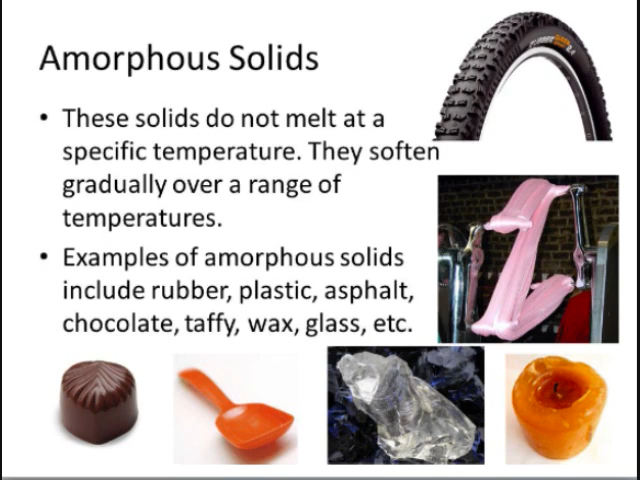 Amorphous Solids
• These solids do not melt at a
specific temperature. They soften
gradually over a range of
temperatures.
• Examples of amorphous solids
include rubber, plastic, asphalt,
chocolate, taffy, wax, glass, etc.